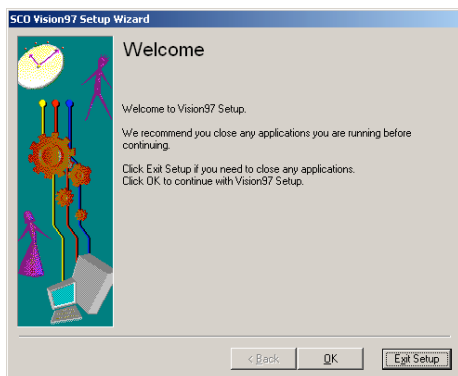 SCO Vision97 Setup Wizard
Welcome
Welcome to Vision97 Setup.
We recommend you close any applications you are running before
continuing.
Click Exit Setup if you need to close any applications.
Click OK to continue with Vision97 Setup.
< Back
OK
Exit Setup